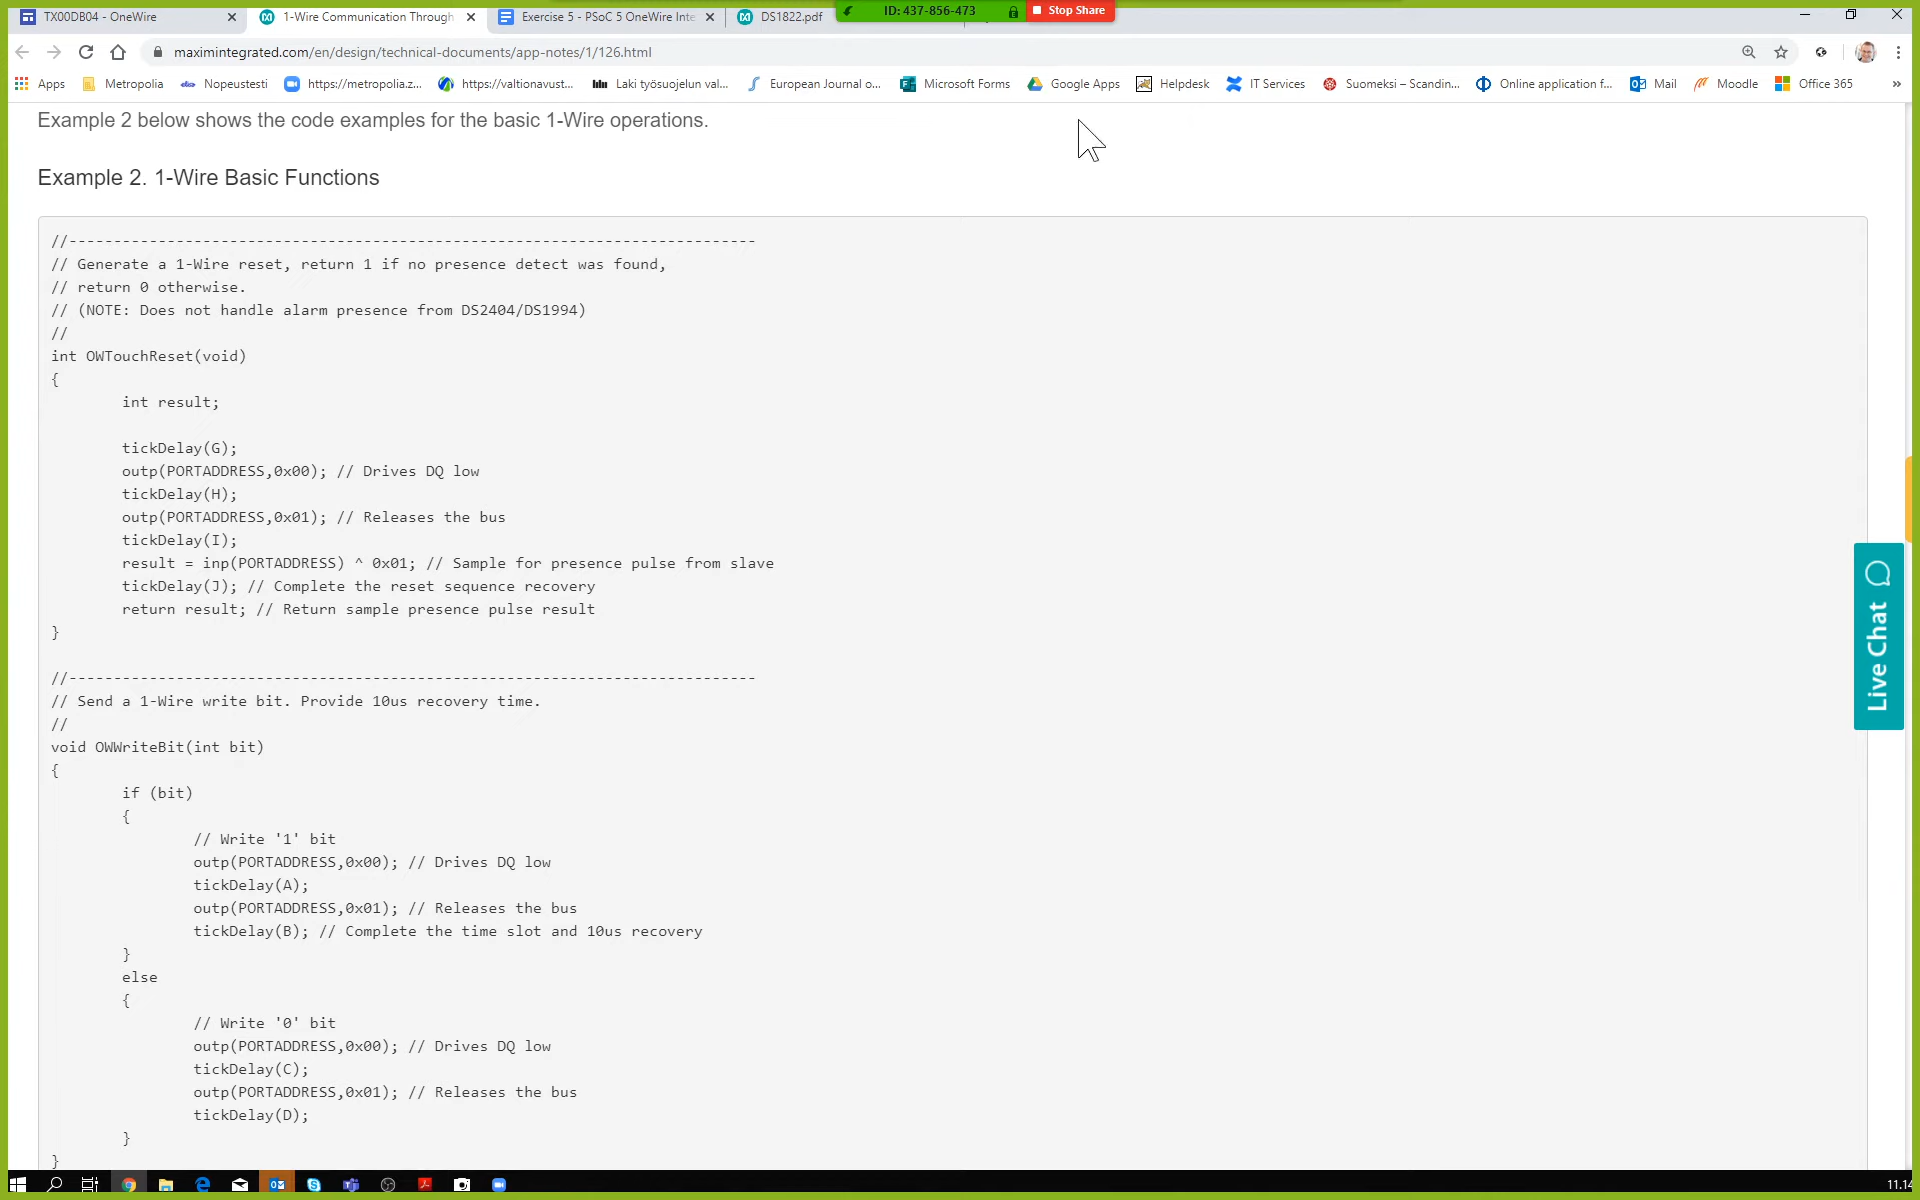 TX00DB04 - OneWire
1-Wire Communication Through
Exercise 5 - PSoC 5 OneWire Inte
DS1822.pdf
ID: 437-856-473
Stop Share
maximintegrated.com/en/design/technical-documents/app-notes/1/126.html
Apps
Metropolia
Nopeustesti
https://metropolia.z...
https://valtionavust...
Laki työsuojelun val...
European Journal o...
Microsoft Forms
Google Apps
Helpdesk
IT Services
Suomeksi – Scandin...
Online application f...
Mail
Moodle
Office 365
»
Example 2 below shows the code examples for the basic 1-Wire operations.
Example 2. 1-Wire Basic Functions
//-----------------------------------------------------------------------------
// Generate a 1-Wire reset, return 1 if no presence detect was found,
// return 0 otherwise.
// (NOTE: Does not handle alarm presence from DS2404/DS1994)
//
int OWTouchReset(void)
{
int result;
tickDelay(G);
outp(PORTADDRESS,0x00); // Drives DQ low
tickDelay(H);
outp(PORTADDRESS,0x01); // Releases the bus
tickDelay(I);
result = inp(PORTADDRESS) ^ 0x01; // Sample for presence pulse from slave
tickDelay(J); // Complete the reset sequence recovery
return result; // Return sample presence pulse result
}
//-----------------------------------------------------------------------------
// Send a 1-Wire write bit. Provide 10us recovery time.
//
void OWWriteBit(int bit)
{
if (bit)
{
// Write '1' bit
outp(PORTADDRESS,0x00); // Drives DQ low
tickDelay(A);
outp(PORTADDRESS,0x01); // Releases the bus
tickDelay(B); // Complete the time slot and 10us recovery
}
else
{
// Write '0' bit
outp(PORTADDRESS,0x00); // Drives DQ low
tickDelay(C);
outp(PORTADDRESS,0x01); // Releases the bus
tickDelay(D);
}
}
Live Chat
11.14